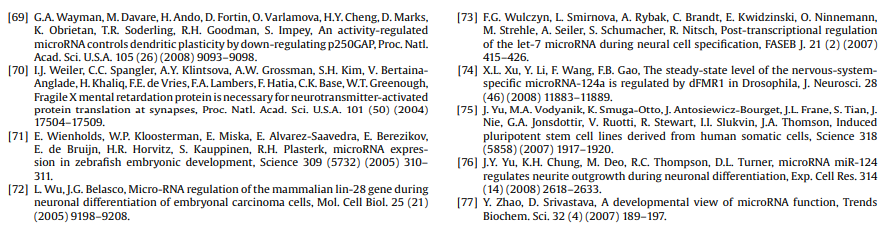 [69] G.A. Wayman, M. Davare, H. Ando, D. Fortin, O. Varlamova, H.Y. Cheng, D. Marks,
K. Obrietan, T.R. Soderling, R.H. Goodman, S. Impey, An activity-regulated
microRNA controls dendritic plasticity by down-regulating p250GAP, Proc. Natl.
Acad. Sci. U.S.A. 105 (26) (2008) 9093–9098.
[70] I.J. Weiler, C.C. Spangler, A.Y. Klintsova, A.W. Grossman, S.H. Kim, V. Bertaina-
Anglade, H. Khaliq, F.E. de Vries, F.A. Lambers, F. Hatia, C.K. Base, W.T. Greenough,
Fragile X mental retardation protein is necessary for neurotransmitter-activated
protein translation at synapses, Proc. Natl. Acad. Sci. U.S.A. 101 (50) (2004)
17504–17509.
[71] E. Wienholds, W.P. Kloosterman, E. Miska, E. Alvarez-Saavedra, E. Berezikov,
E. de Bruijn, H.R. Horvitz, S. Kauppinen, R.H. Plasterk, microRNA expres-
sion in zebrafish embryonic development, Science 309 (5732) (2005) 310–
311.
[72] L. Wu, J.G. Belasco, Micro-RNA regulation of the mammalian lin-28 gene during
neuronal differentiation of embryonal carcinoma cells, Mol. Cell Biol. 25 (21)
(2005) 9198–9208.
[73] F.G. Wulczyn, L. Smirnova, A. Rybak, C. Brandt, E. Kwidzinski, O. Ninnemann,
M. Strehle, A. Seiler, S. Schumacher, R. Nitsch, Post-transcriptional regulation
of the let-7 microRNA during neural cell specification, FASEB J. 21 (2) (2007)
415–426.
[74] X.L. Xu, Y. Li, F. Wang, F.B. Gao, The steady-state level of the nervous-system-
specific microRNA-124a is regulated by dFMR1 in Drosophila, J. Neurosci. 28
(46) (2008) 11883–11889.
[75] J. Yu, M.A. Vodyanik, K. Smuga-Otto, J. Antosiewicz-Bourget, J.L. Frane, S. Tian, J.
Nie, G.A. Jonsdottir, V. Ruotti, R. Stewart, I.I. Slukvin, J.A. Thomson, Induced
pluripotent stem cell lines derived from human somatic cells, Science 318
(5858) (2007) 1917–1920.
[76] J.Y. Yu, K.H. Chung, M. Deo, R.C. Thompson, D.L. Turner, microRNA miR-124
regulates neurite outgrowth during neuronal differentiation, Exp. Cell Res. 314
(14) (2008) 2618–2633.
[77] Y. Zhao, D. Srivastava, A developmental view of microRNA function, Trends
Biochem. Sci. 32 (4) (2007) 189–197.